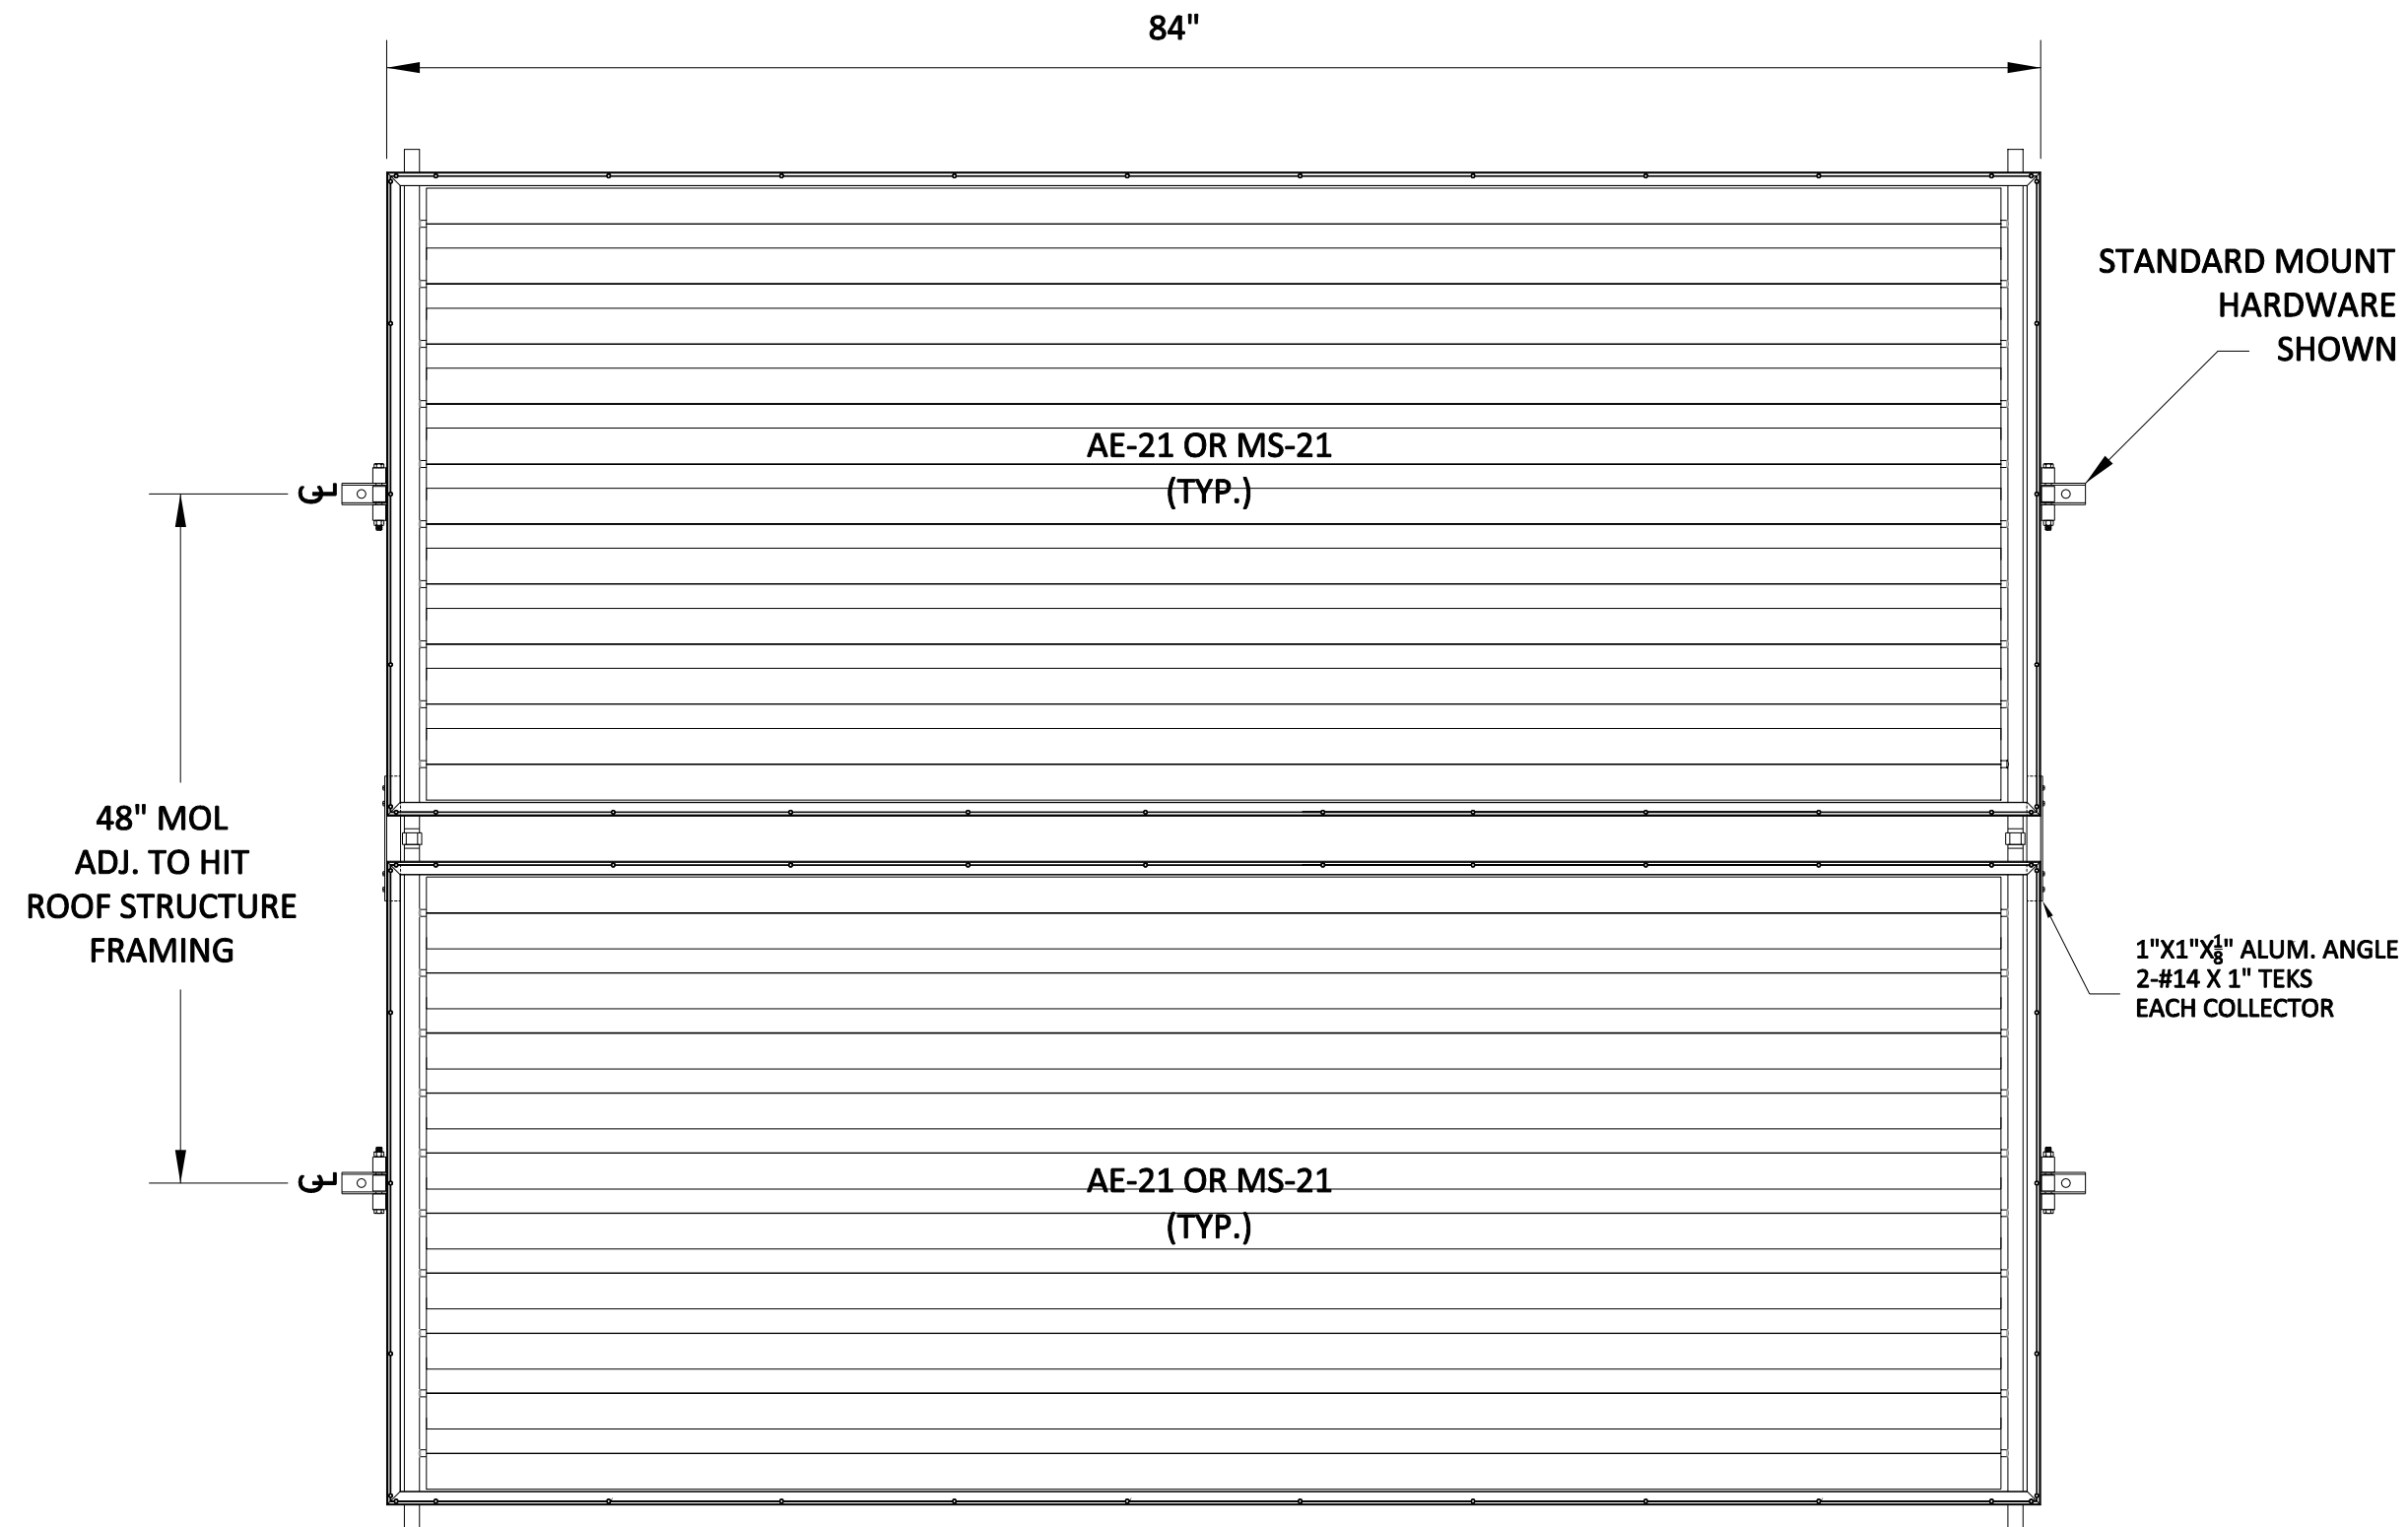 84"
STANDARD MOUNT
HARDWARE
SHOWN
AE-21 OR MS-21
(TYP.)
℄
48" MOL
ADJ. TO HIT
ROOF STRUCTURE
FRAMING
1"X1"X⅛" ALUM. ANGLE
2-#14 X 1" TEKS
EACH COLLECTOR
℄
AE-21 OR MS-21
(TYP.)